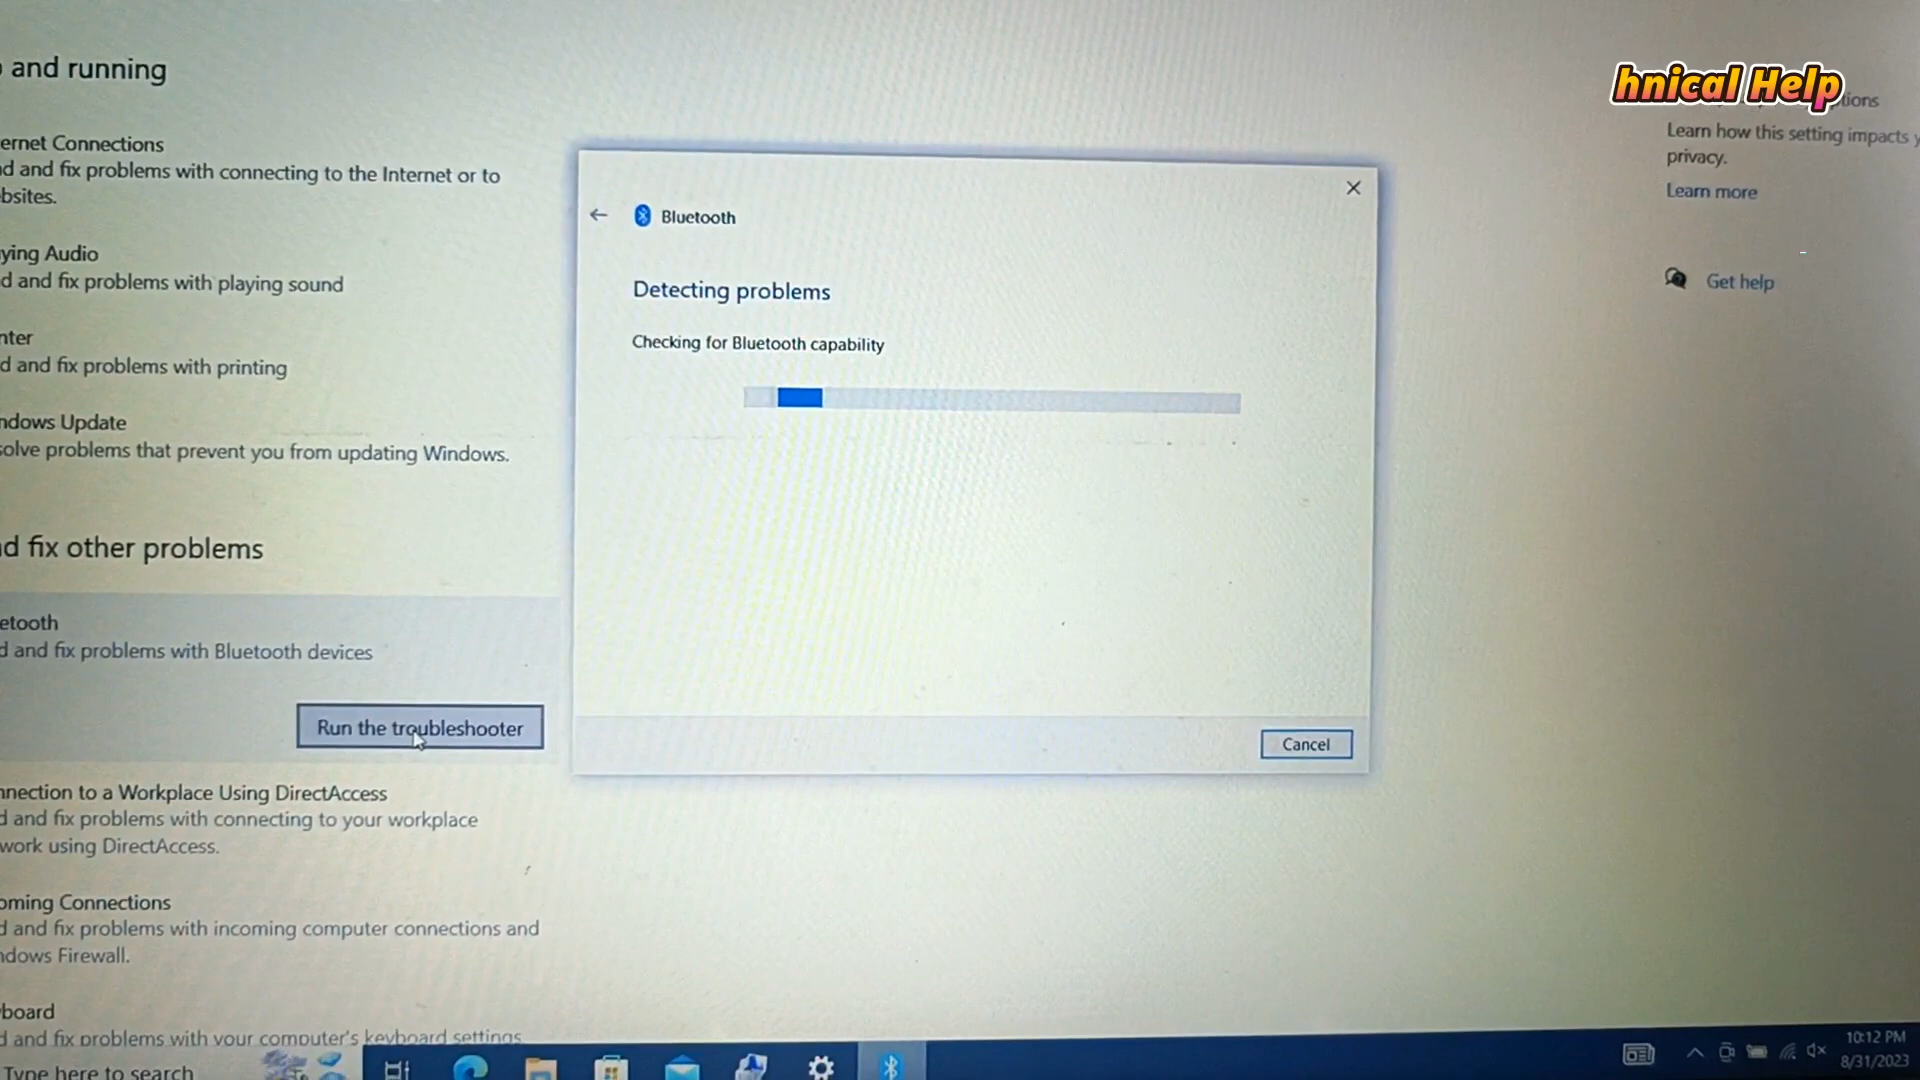 and running
ernet Connections
d and fix problems with connecting to the Internet or to
bsites.
ying Audio
d and fix problems with playing sound
nter
d and fix problems with printing
ndows Update
solve problems that prevent you from updating Windows.
d fix other problems
etooth
d and fix problems with Bluetooth devices
Run the troubleshooter
nnection to a Workplace Using DirectAccess
d and fix problems with connecting to your workplace
work using DirectAccess.
oming Connections
d and fix problems with incoming computer connections and
ndows Firewall.
board
d and fix problems with your computer's keyboard settings
Type here to search
Bluetooth
Detecting problems
Checking for Bluetooth capability
Cancel
hnical Help
tions
Learn how this setting impacts y
privacy.
Learn more
Get help
10:12 PM
8/31/2023